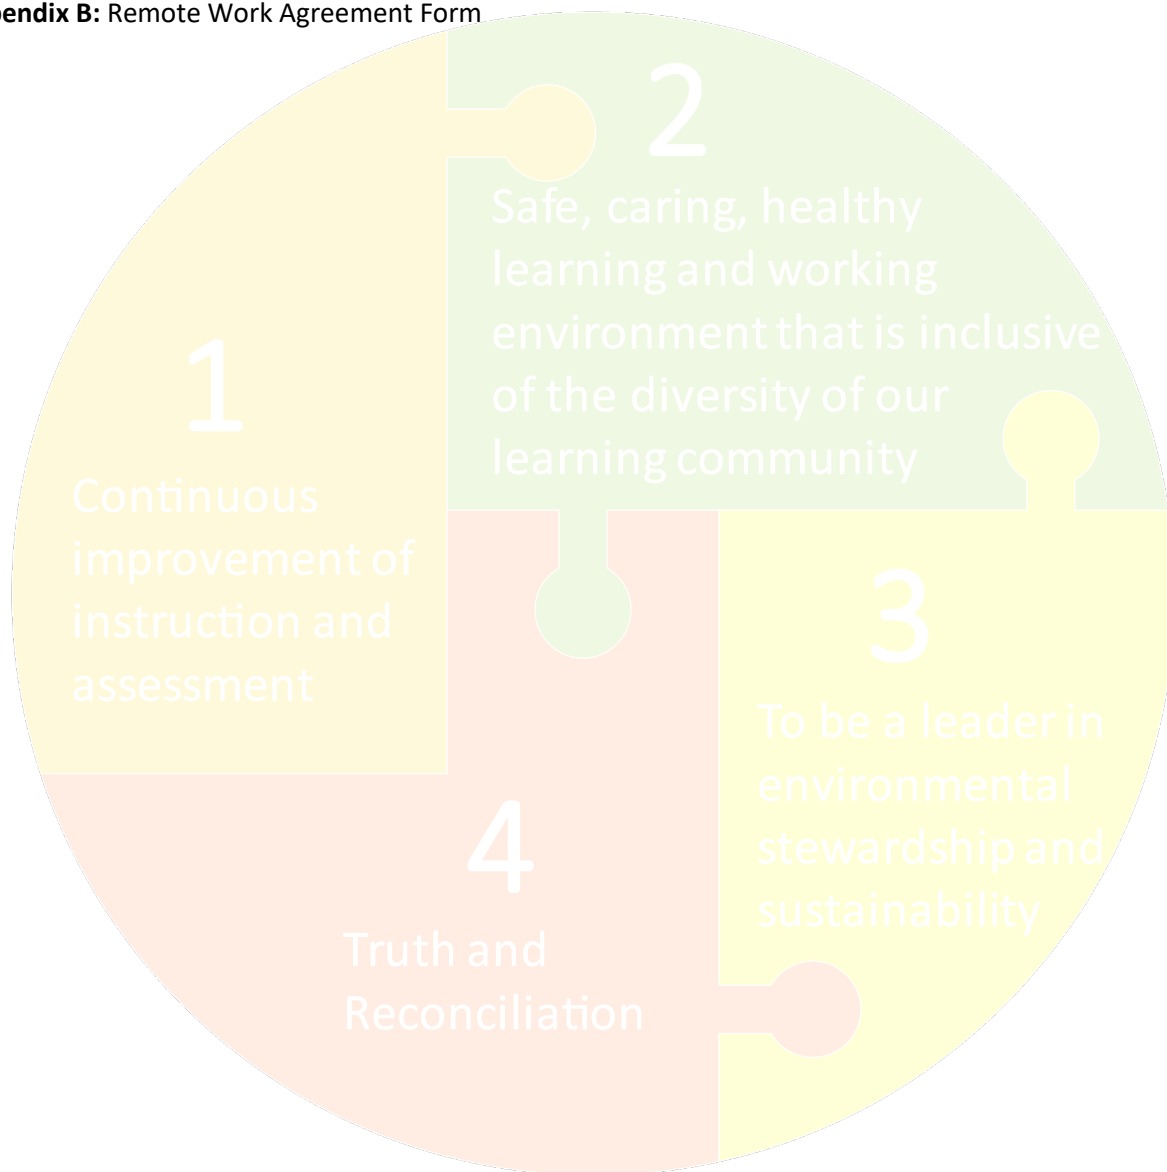 pendix B: Remote Work Agreement Form
2
Safe, caring, healthy
learning and working
environment that is inclusive
of the diversity of our
learning community
1
Continuous
improvement of
instruction and
assessment
3
To be a leader in
environmental
stewardship and
sustainability
4
Truth and
Reconciliation